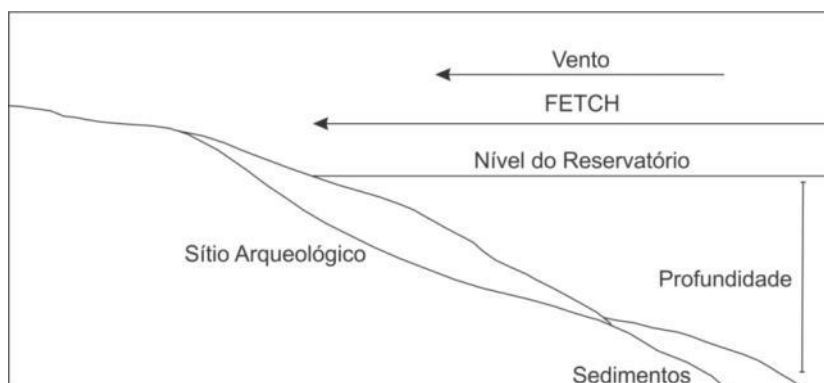 Vento
FETCH
Nível do Reservatório
Sítio Arqueológico
Profundidade
Sedimentos